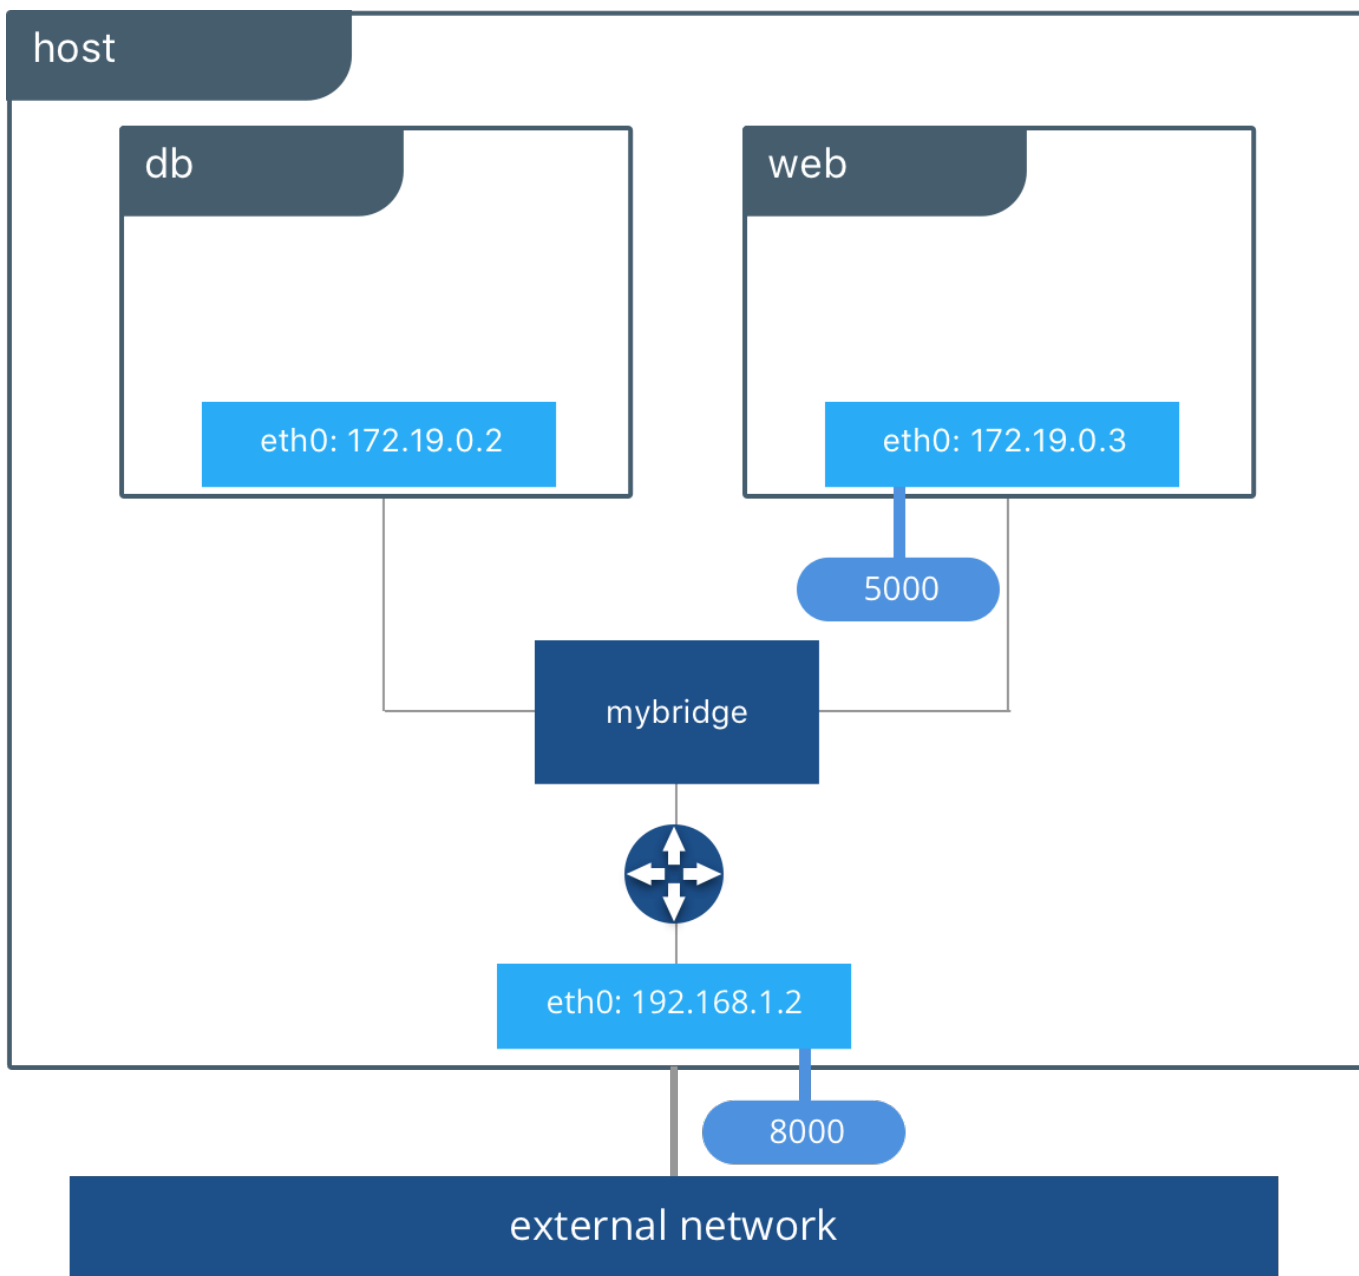 host
db
web
eth0: 172.19.0.2
eth0: 172.19.0.3
5000
mybridge
eth0: 192.168.1.2
8000
external network